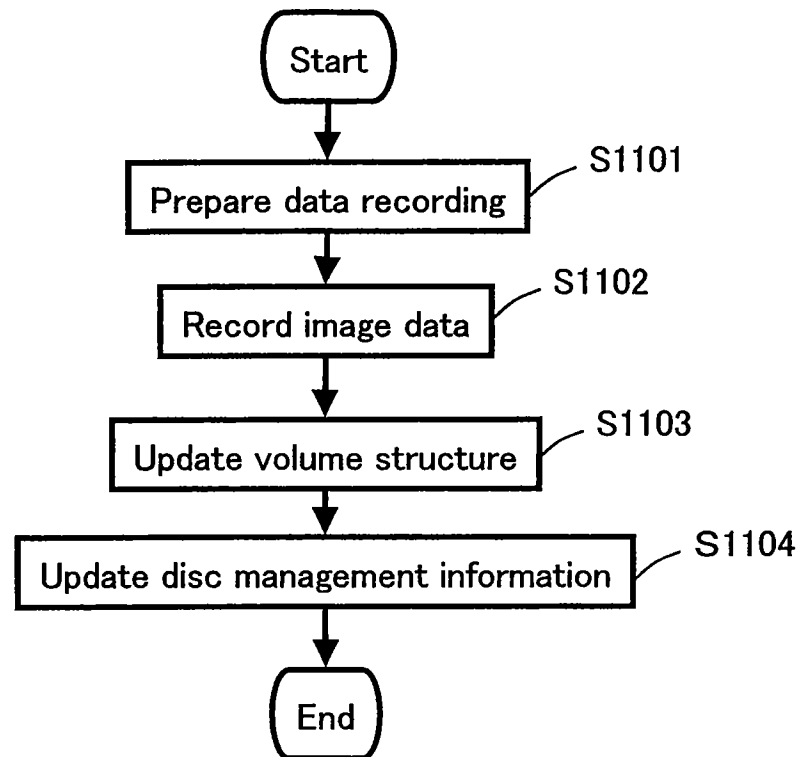 Start
S1101
Prepare data recording
S1102
Record image data
S1103
Update volume structure
S1104
Update disc management information
End